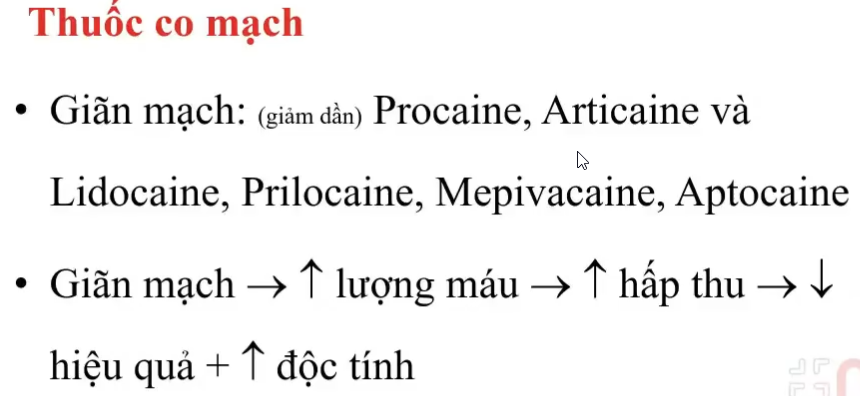 Thuốc co mạch
• Giãn mạch: (giảm dần) Procaine, Articaine và
Lidocaine, Prilocaine, Mepivacaine, Aptocaine
• Giãn mạch → ↑ lượng máu → ↑ hấp thu → ↓
hiệu quả + ↑ độc tính